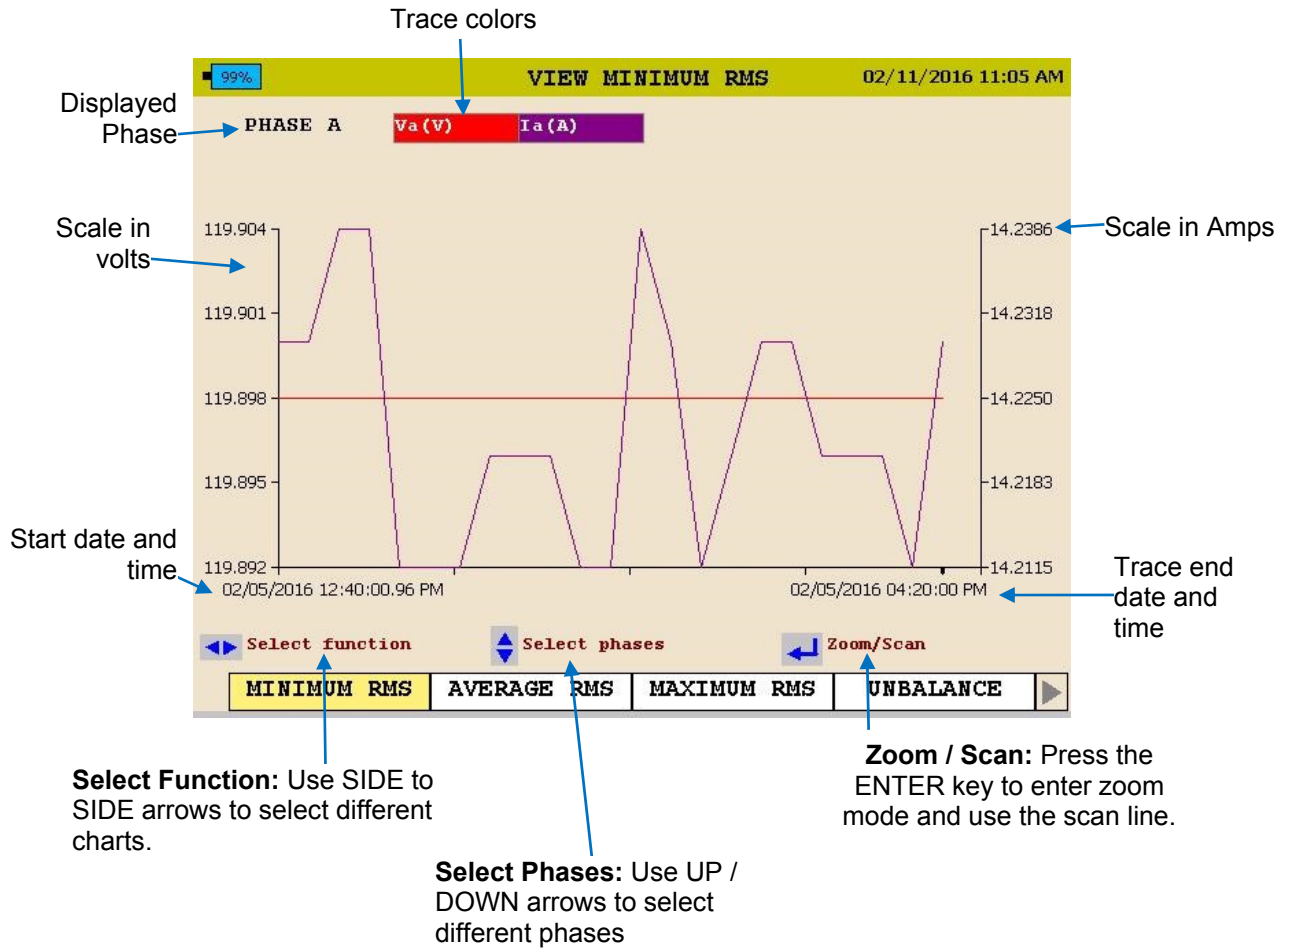 Trace colors
99%
VIEW MINIMUM RMS
02/11/2016 11:05 AM
Displayed
Phase
PHASE A
Va(V)
Ia(A)
Scale in
volts
119.904
119.901
119.898
119.895
119.892
14.2386
14.2318
14.2250
14.2183
14.2115
Scale in Amps
Start date and
time
02/05/2016 12:40:00.96 PM
02/05/2016 04:20:00 PM
Trace end
date and
time
Select function
Select phases
Zoom/Scan
MINIMUM RMS
AVERAGE RMS
MAXIMUM RMS
UNBALANCE
Select Function: Use SIDE to
SIDE arrows to select different
charts.
Select Phases: Use UP /
DOWN arrows to select
different phases
Zoom / Scan: Press the
ENTER key to enter zoom
mode and use the scan line.